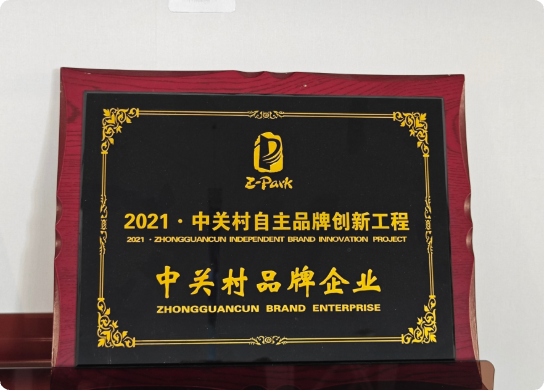 Z-Park
2021·中关村自主品牌创新工程
2021 · ZHONGGUANCUN INDEPENDENT BRAND INNOVATION PROJECT
中关村品牌企业
ZHONGGUANCUN BRAND ENTERPRISE